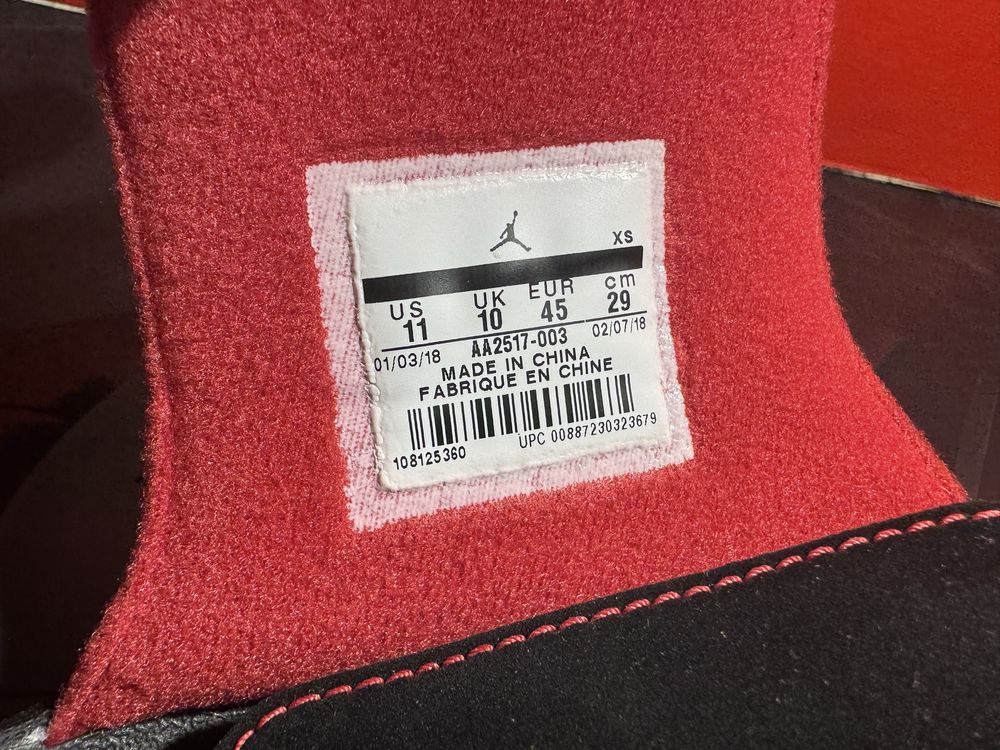 XS
US UK EUR cm
11 10 45 29
01/03/18 AA2517-003 02/07/18
MADE IN CHINA
FABRIQUE EN CHINE
UPC 00887230323679
108125360